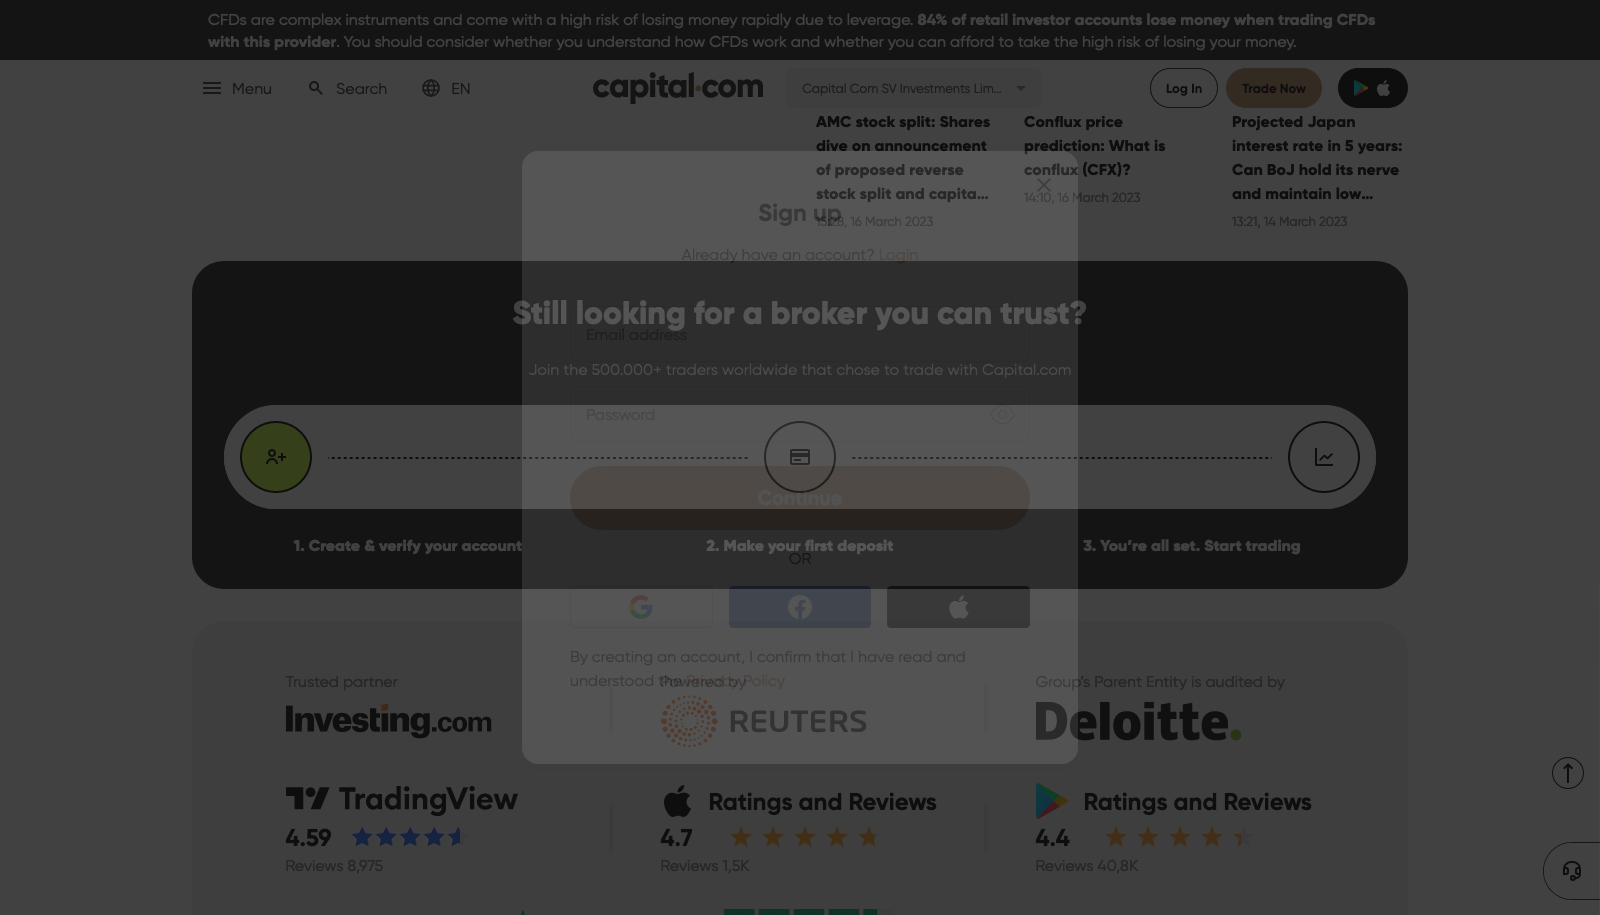 CFDs are complex instruments and come with a high risk of losing money rapidly due to leverage. 84% of retail investor accounts lose money when trading CFDs
with this provider. You should consider whether you understand how CFDs work and whether you can afford to take the high risk of losing your money.
Menu
Search
EN
capital.com
Capital Com SV Investments Lim...
Log In
Trade Now
AMC stock split: Shares
dive on announcement
of proposed reverse
stock split and capita...
15:28, 16 March 2023
Conflux price
prediction: What is
conflux (CFX)?
14:10, 16 March 2023
Projected Japan
interest rate in 5 years:
Can BoJ hold its nerve
and maintain low...
13:21, 14 March 2023
Sign up
Already have an account? Login
Still looking for a broker you can trust?
Email address
Join the 500.000+ traders worldwide that chose to trade with Capital.com
Password
Continue
1. Create & verify your account
2. Make your first deposit
3. You're all set. Start trading
OR
By creating an account, I confirm that I have read and
understood the Privacy Policy
Trusted partner
Investing.com
Powered by
REUTERS
Group's Parent Entity is audited by
Deloitte.
TradingView
4.59
Reviews 8,975
Ratings and Reviews
4.7
Reviews 1,5K
Ratings and Reviews
4.4
Reviews 40,8K